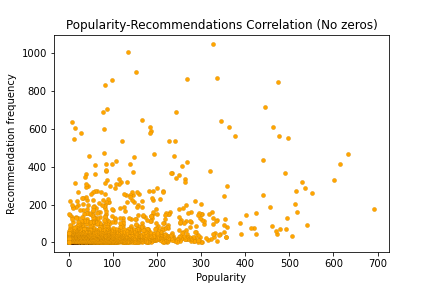 Popularity-Recommendations Correlation (No zeros)
Recommendation frequency
1000
800
600
400
200
0
0 100 200 300 400 500 600 700
Popularity